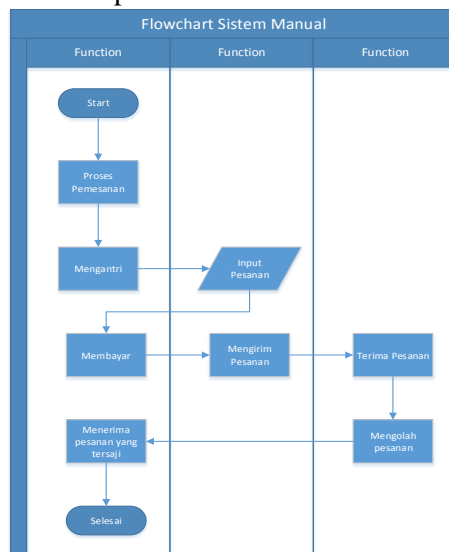 Flowchart Sistem Manual
Function
Function
Function
Start
Proses
Pemesanan
Mengantri
Input
Pesanan
Membayar
Mengirim
Pesanan
Terima Pesanan
Menerima
pesanan yang
tersaji
Mengolah
pesanan
Selesai